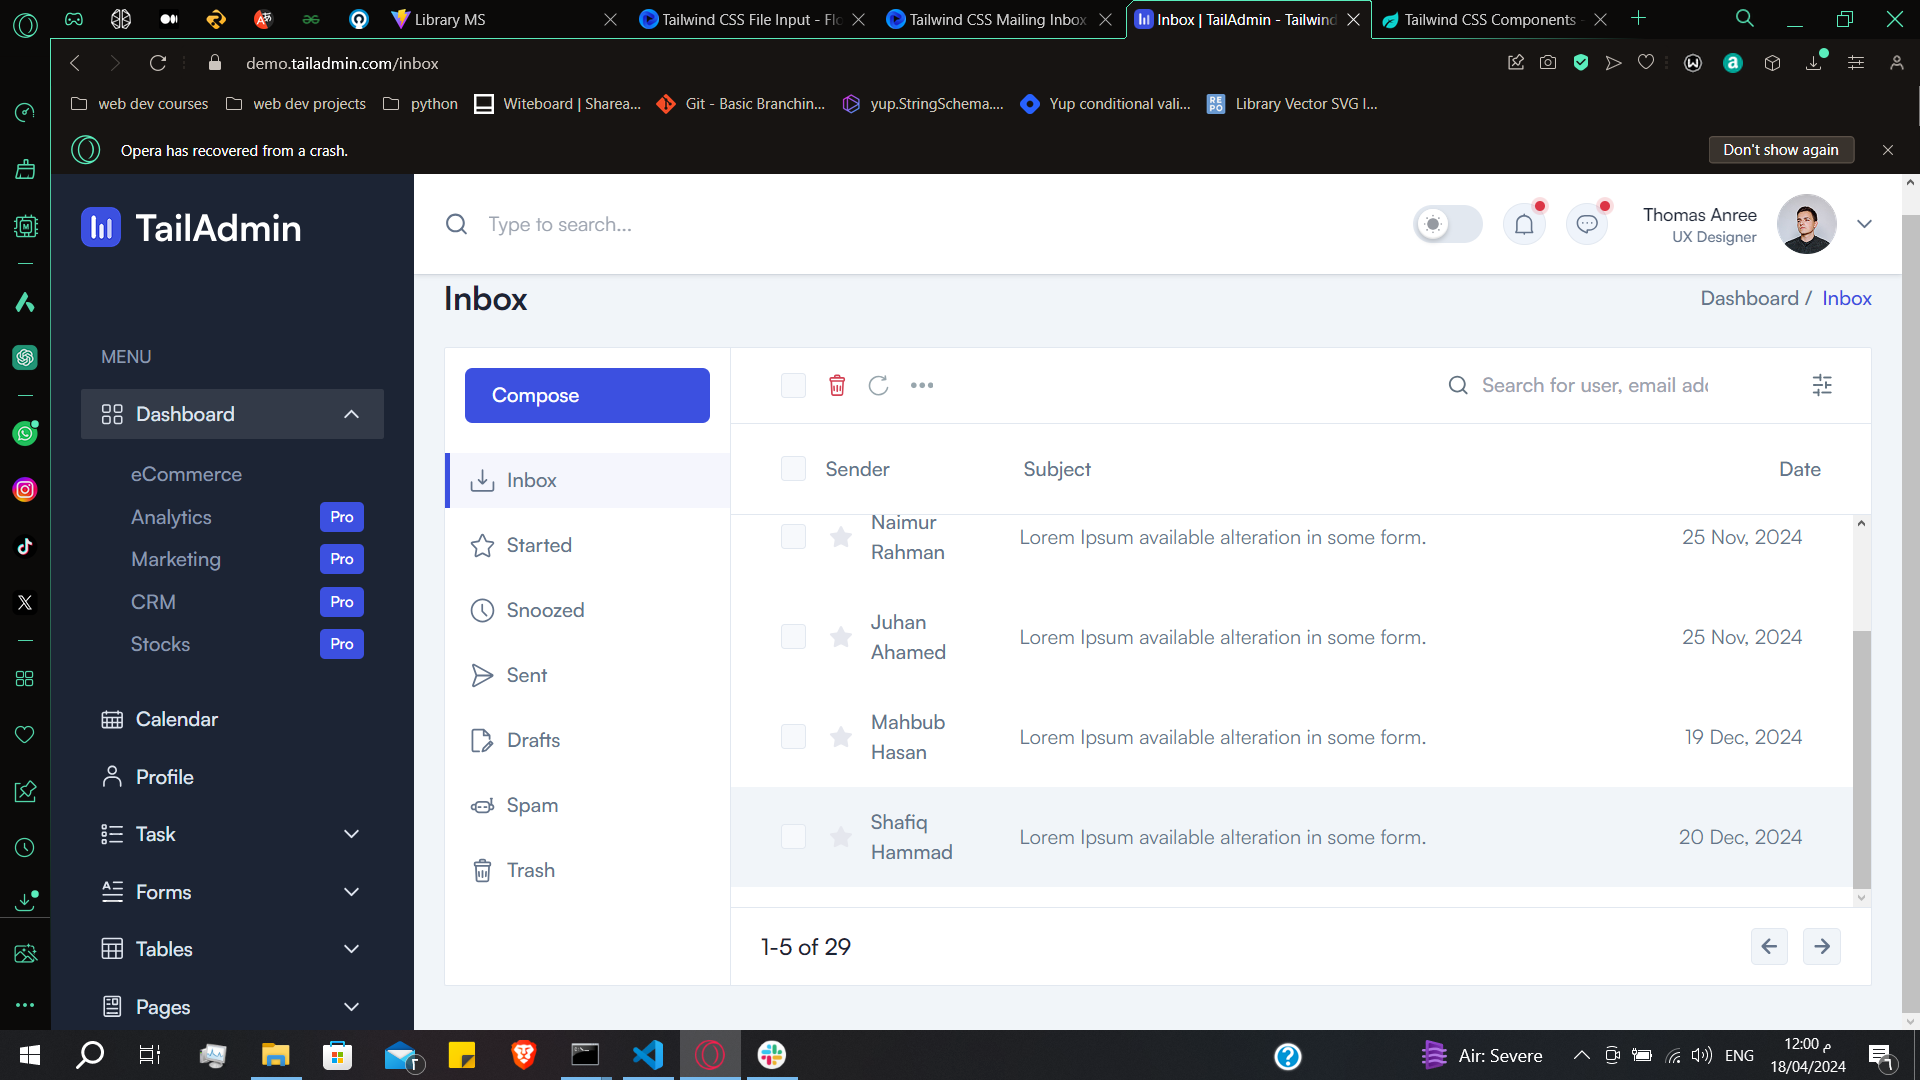 Library MS
Tailwind CSS File Input - Flo
Tailwind CSS Mailing Inbox
Inbox | TailAdmin - Tailwind
Tailwind CSS Components -
demo.tailadmin.com/inbox
web dev courses
web dev projects
python
Witeboard | Sharea...
Git - Basic Branchin...
yup.StringSchema....
Yup conditional vali...
REPO
Library Vector SVG I...
Opera has recovered from a crash.
Don't show again
TailAdmin
Type to search...
Thomas Anree
UX Designer
Inbox
Dashboard / Inbox
MENU
Dashboard
eCommerce
Analytics Pro
Marketing Pro
CRM Pro
Stocks Pro
Calendar
Profile
Task
Forms
Tables
Pages
Compose
Inbox
Started
Snoozed
Sent
Drafts
Spam
Trash
Search for user, email add
Sender Subject Date
Naimur Rahman Lorem Ipsum available alteration in some form. 25 Nov, 2024
Juhan Ahamed Lorem Ipsum available alteration in some form. 25 Nov, 2024
Mahbub Hasan Lorem Ipsum available alteration in some form. 19 Dec, 2024
Shafiq Hammad Lorem Ipsum available alteration in some form. 20 Dec, 2024
1-5 of 29
٢
Air: Severe
ENG
12:00 م
18/04/2024
٦